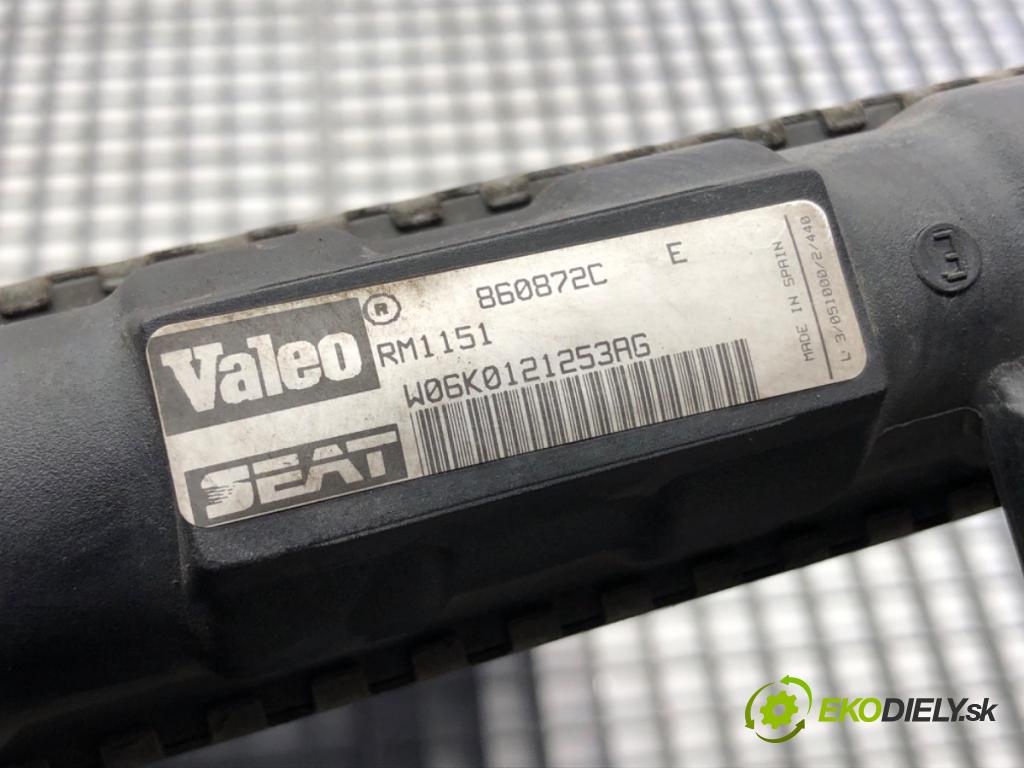 Valeo ®
860872C E
RM1151
W06K0121253AG
SEAT
MADE IN SPAIN
L 3/051000/2/440
EKODIELY.sk